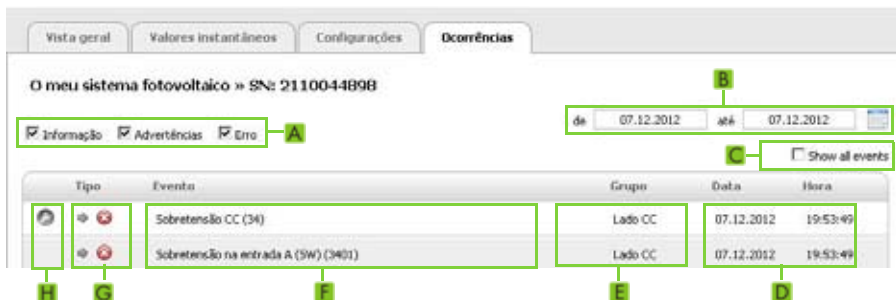 Vista geral Valores instantâneos Configurações Ocorrências
O meu sistema fotovoltaico » SN: 2110044898
B
de 07.12.2012 até 07.12.2012
Informação Advertências Erro A
C Show all events
Tipo Evento Grupo Data Hora
Sobretensão CC (34) Lado CC 07.12.2012 19:53:49
Sobretensão na entrada A (SW) (3401) Lado CC 07.12.2012 19:53:49
H G F E D